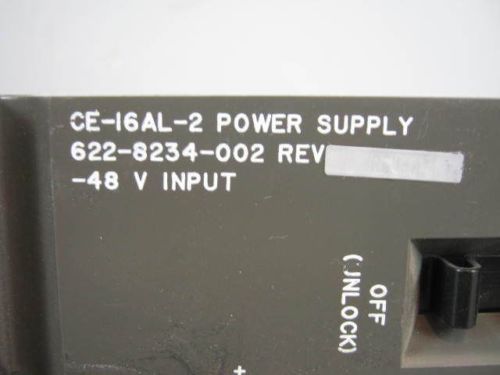 CE-16AL-2 POWER SUPPLY
622-8234-002 REV
-48 V INPUT
OFF
(UNLOCK)
+